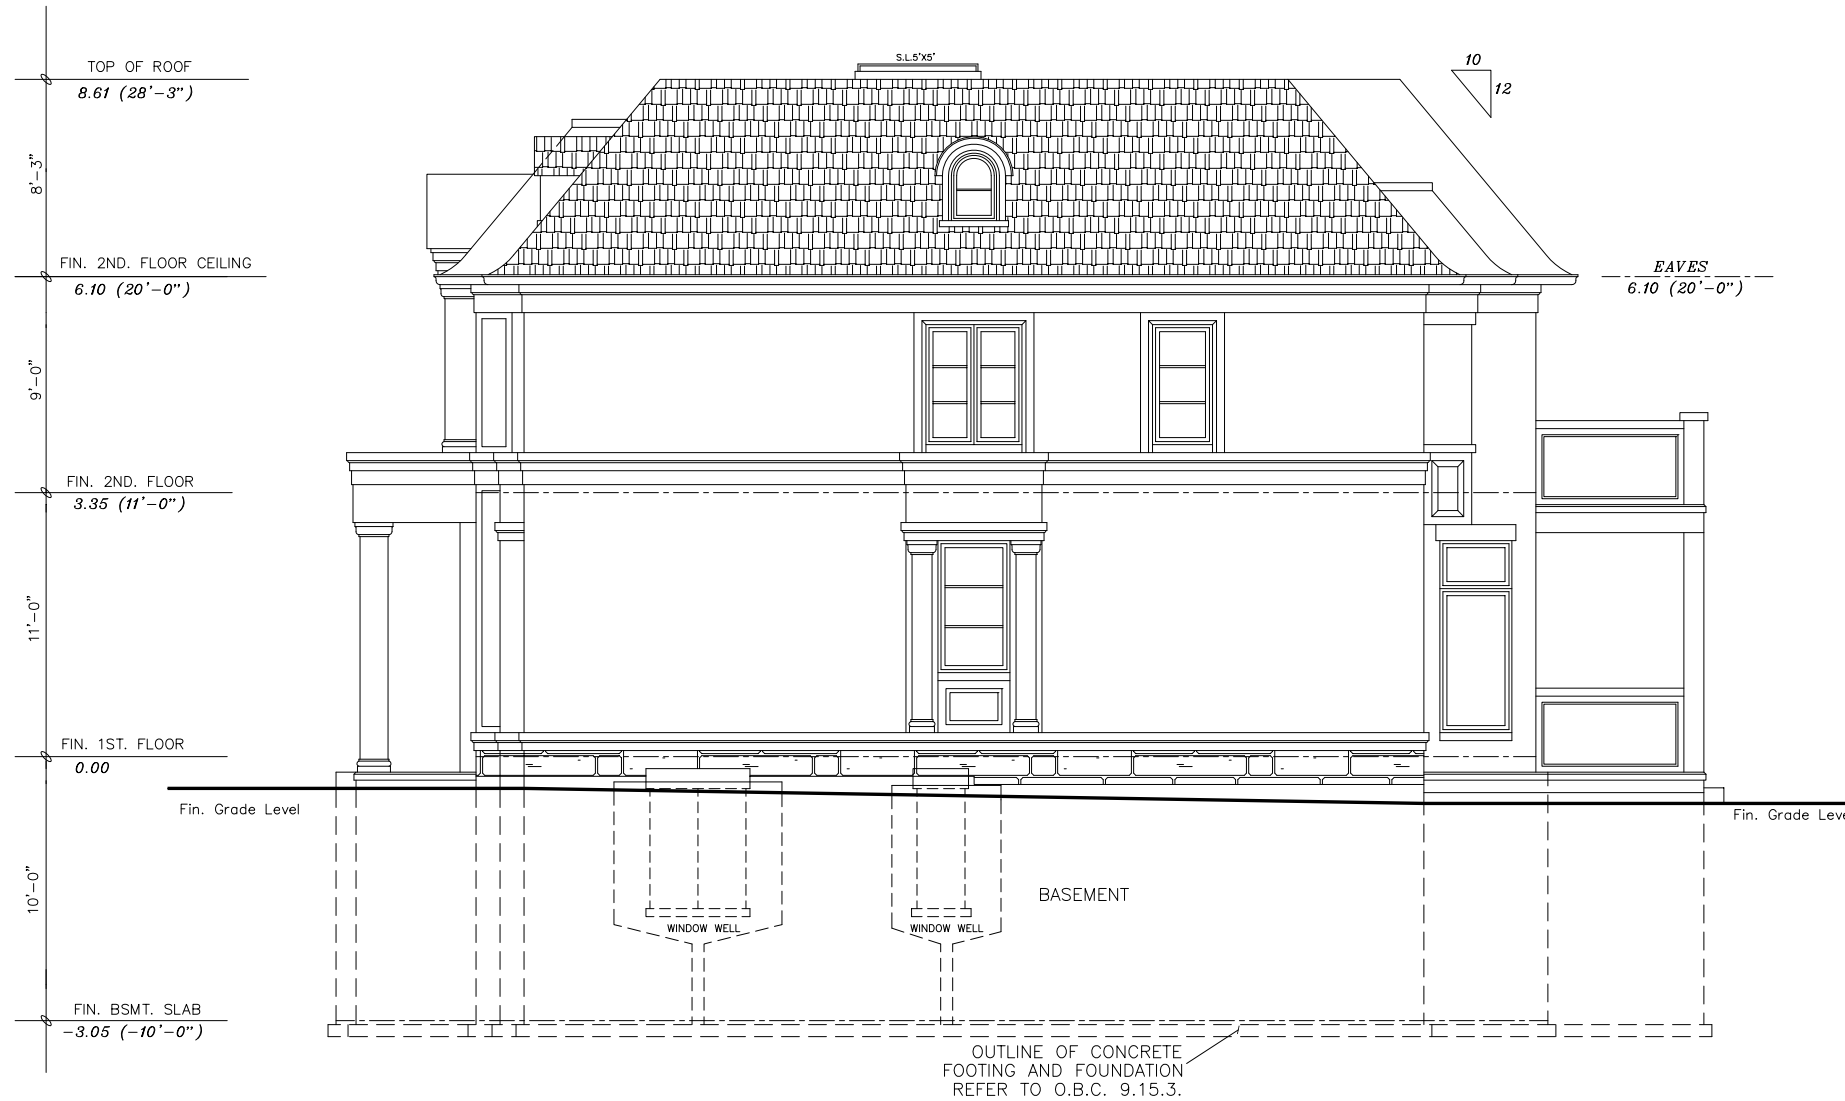 S.L.5'X5'
10
12
TOP OF ROOF
8.61 (28'-3")
8'-3"
FIN. 2ND. FLOOR CEILING
6.10 (20'-0")
EAVES
6.10 (20'-0")
9'-0"
FIN. 2ND. FLOOR
3.35 (11'-0")
11'-0"
FIN. 1ST. FLOOR
0.00
Fin. Grade Level
Fin. Grade Leve
10'-0"
BASEMENT
WINDOW WELL
WINDOW WELL
FIN. BSMT. SLAB
-3.05 (-10'-0")
OUTLINE OF CONCRETE
FOOTING AND FOUNDATION
REFER TO O.B.C. 9.15.3.